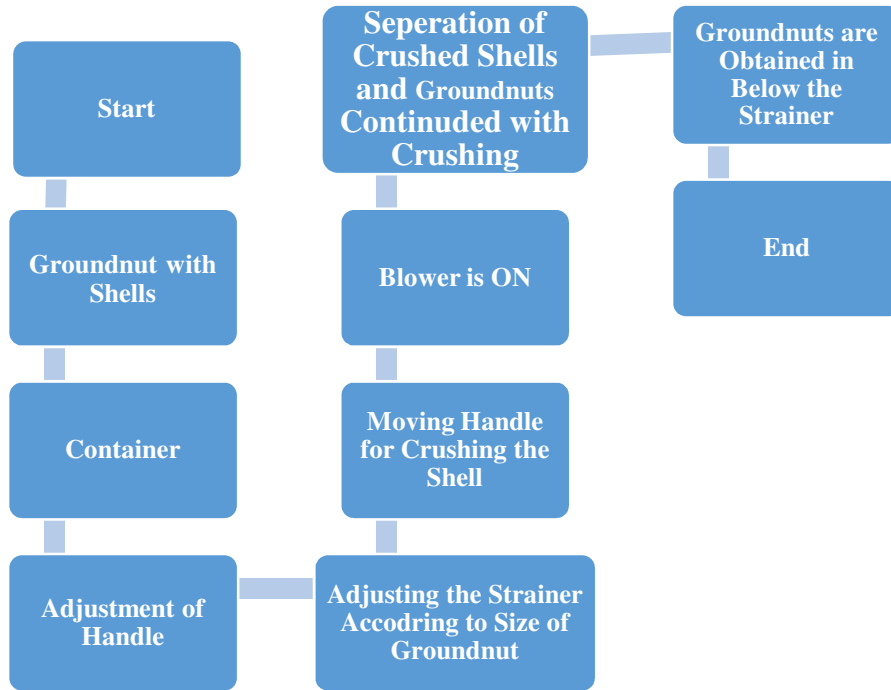 Start
Groundnut with
Shells
Container
Adjustment of
Handle
Adjusting the Strainer
Accodring to Size of
Groundnut
Moving Handle
for Crushing the
Shell
Blower is ON
Seperation of
Crushed Shells
and Groundnuts
Continuded with
Crushing
Groundnuts are
Obtained in
Below the
Strainer
End